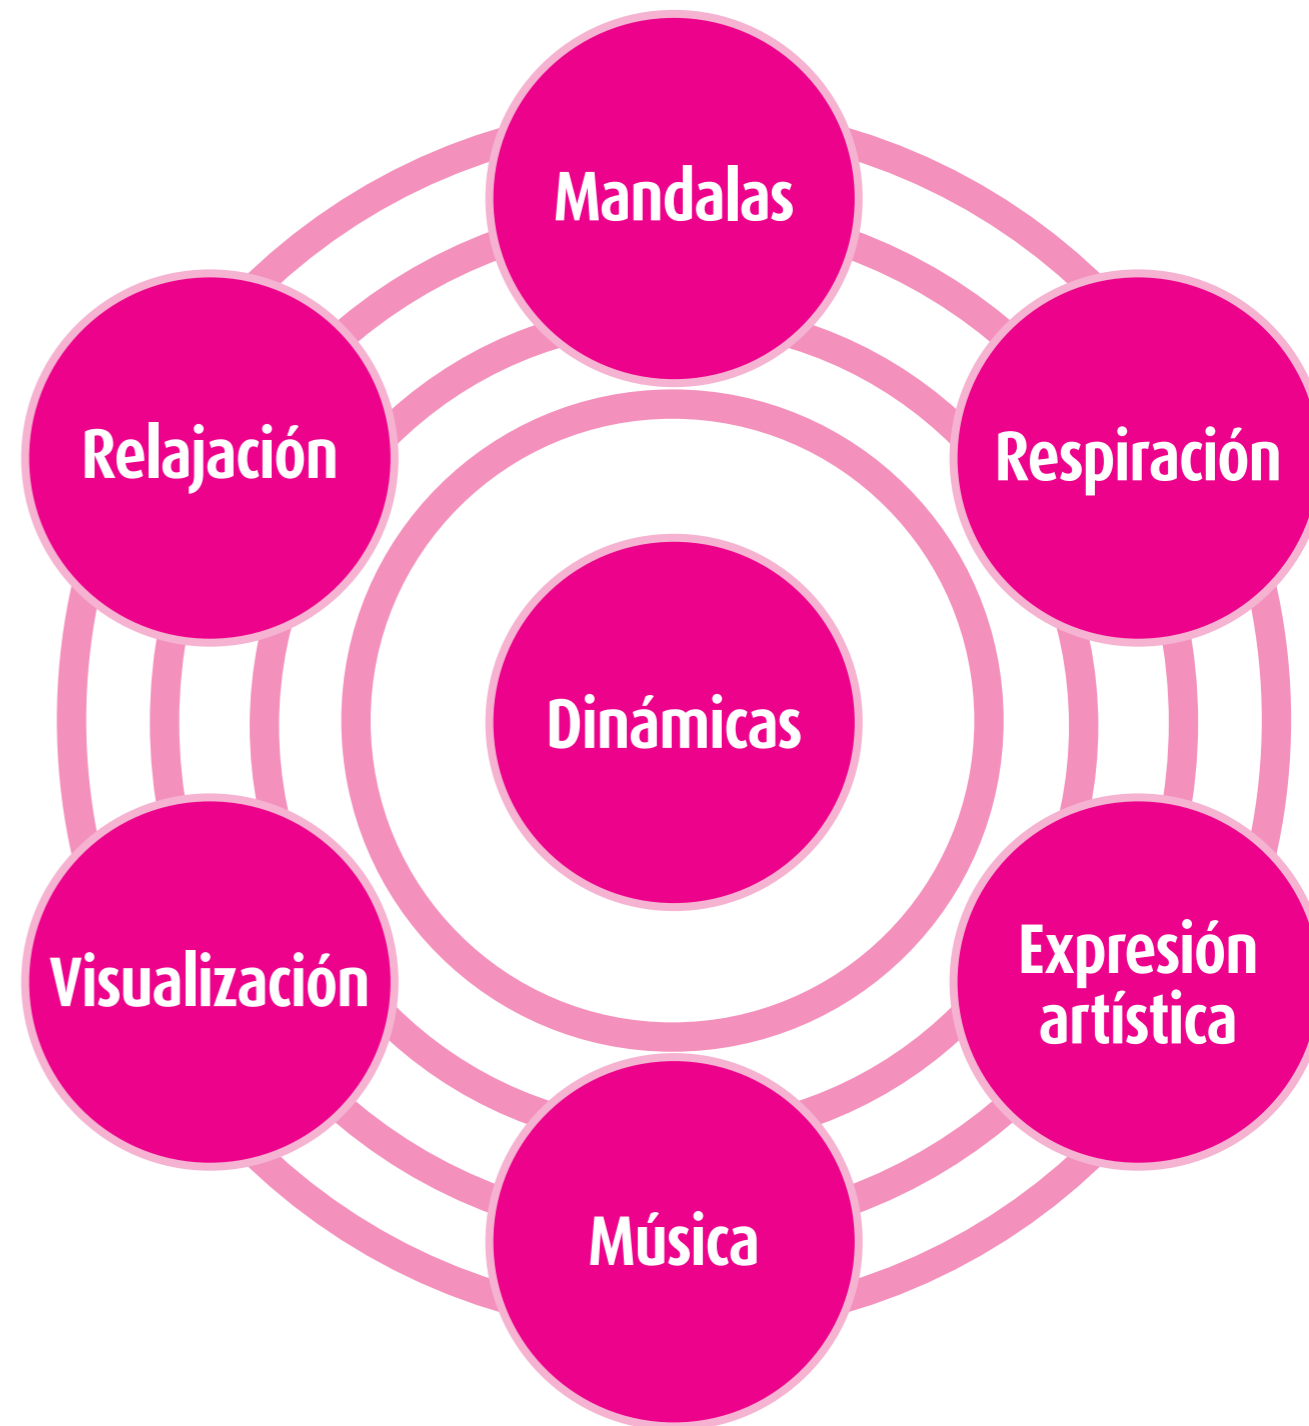 Mandalas
Relajación
Respiración
Dinámicas
Visualización
Expresión
artística
Música